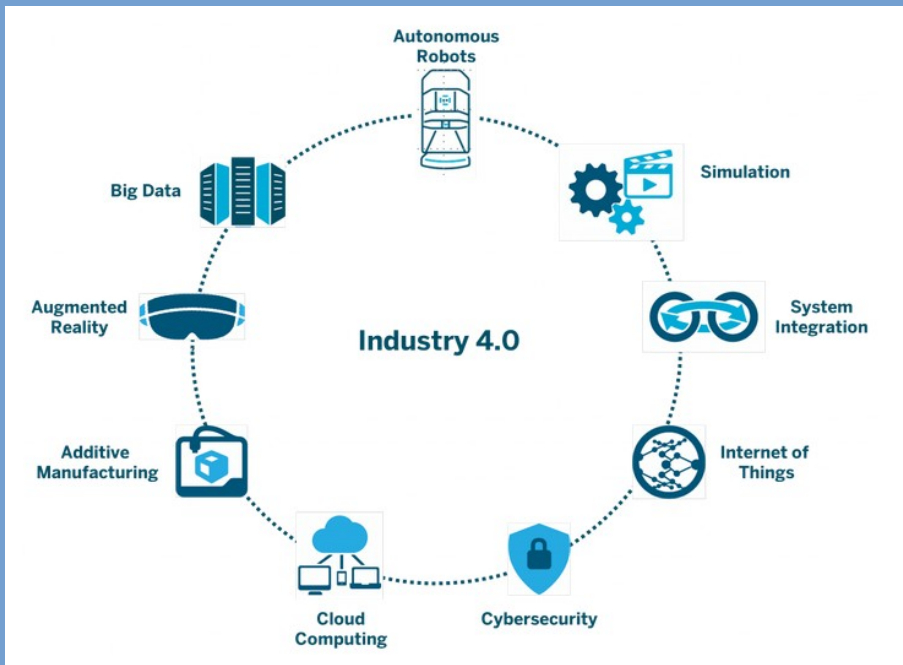 Autonomous
Robots
Simulation
System
Integration
Internet of
Things
Cybersecurity
Cloud
Computing
Additive
Manufacturing
Augmented
Reality
Big Data
Industry 4.0